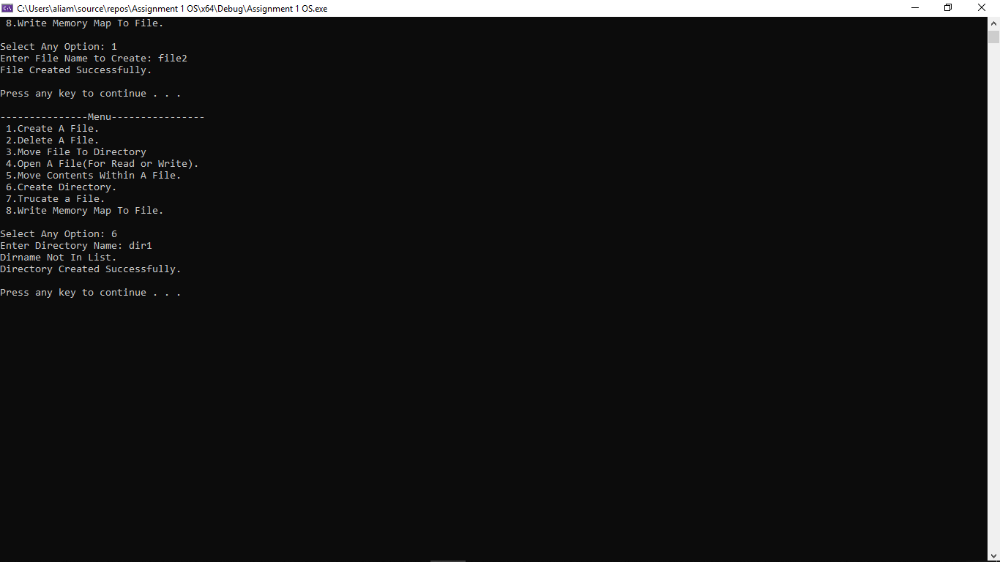 C:\Users\aliam\source\repos\Assignment 1 OS\x64\Debug\Assignment 1 OS.exe
8.Write Memory Map To File.
Select Any Option: 1
Enter File Name to Create: file2
File Created Successfully.
Press any key to continue . . .
---------------Menu----------------
1.Create A File.
2.Delete A File.
3.Move File To Directory
4.Open A File(For Read or Write).
5.Move Contents Within A File.
6.Create Directory.
7.Trucate a File.
8.Write Memory Map To File.
Select Any Option: 6
Enter Directory Name: dir1
Dirname Not In List.
Directory Created Successfully.
Press any key to continue . . .